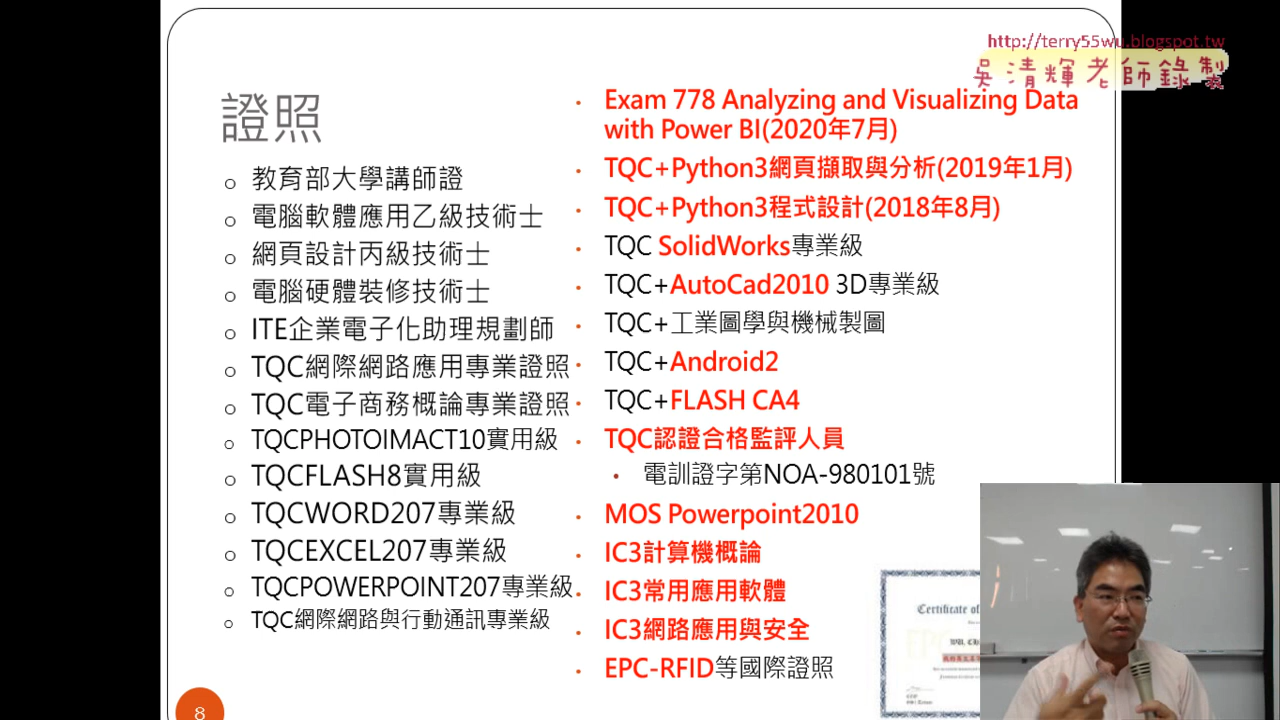 http://terry55wu.blogspot.tw
吳清輝老師錄製
證照
教育部大學講師證
電腦軟體應用乙級技術士
網頁設計丙級技術士
電腦硬體裝修技術士
ITE企業電子化助理規劃師
TQC網際網路應用專業證照
TQC電子商務概論專業證照
TQCPHOTOIMACT10實用級
TQCFLASH8實用級
TQCWORD207專業級
TQCEXCEL207專業級
TQCPOWERPOINT207專業級
TQC網際網路與行動通訊專業級
Exam 778 Analyzing and Visualizing Data
with Power BI(2020年7月)
TQC+Python3網頁擷取與分析(2019年1月)
TQC+Python3程式設計(2018年8月)
TQC SolidWorks專業級
TQC+AutoCad2010 3D專業級
TQC+工業圖學與機械製圖
TQC+Android2
TQC+FLASH CA4
TQC認證合格監評人員
電訓證字第NOA-980101號
MOS Powerpoint2010
IC3計算機概論
IC3常用應用軟體
IC3網路應用與安全
EPC-RFID等國際證照
Certificate of
8